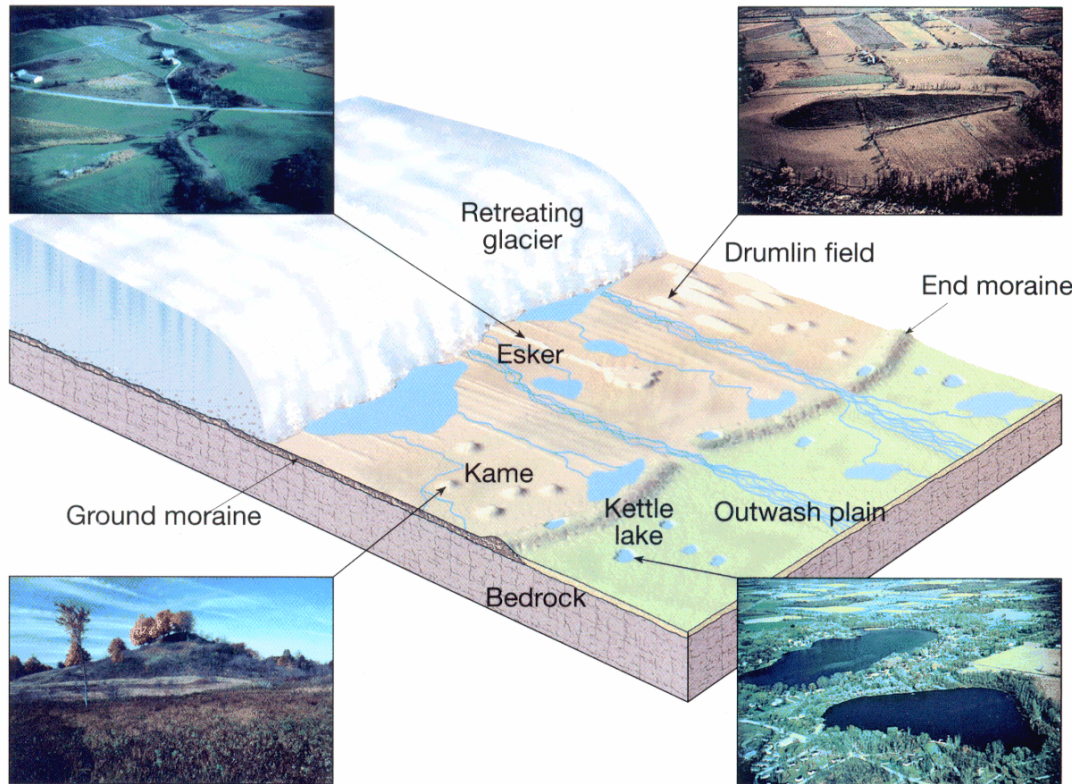 Retreating
glacier
Drumlin field
End moraine
Esker
Kame
Ground moraine
Kettle
lake
Outwash plain
Bedrock